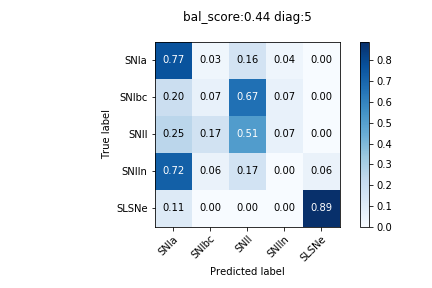 bal_score:0.44 diag:5
True label
SNIa 0.77 0.03 0.16 0.04 0.00
SNIbc 0.20 0.07 0.67 0.07 0.00
SNII 0.25 0.17 0.51 0.07 0.00
SNIIn 0.72 0.06 0.17 0.00 0.06
SLSNe 0.11 0.00 0.00 0.00 0.89
SNIa SNIbc SNII SNIIn SLSNe
Predicted label
0.8
0.7
0.6
0.5
0.4
0.3
0.2
0.1
0.0